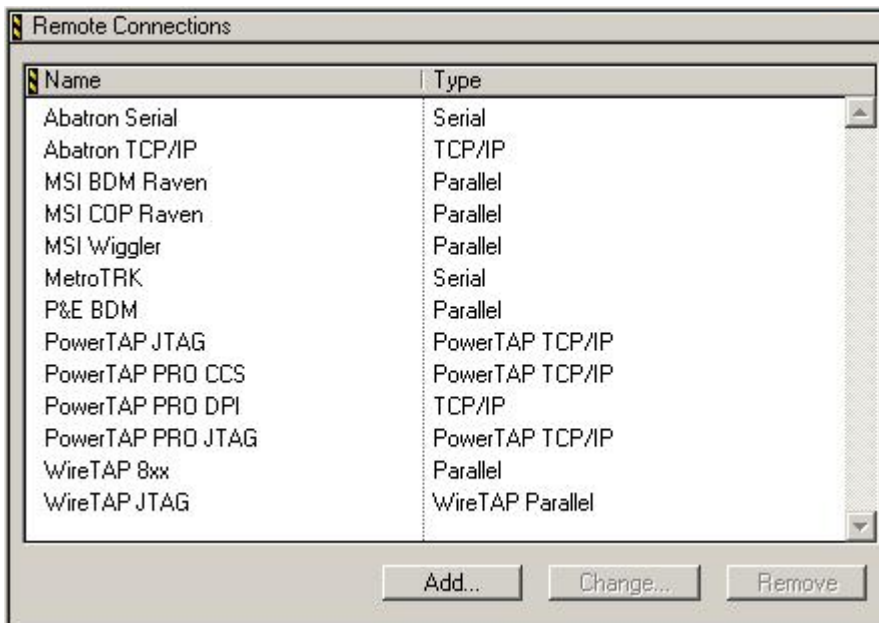 Remote Connections
Name Type
Abatron Serial Serial
Abatron TCP/IP TCP/IP
MSI BDM Raven Parallel
MSI COP Raven Parallel
MSI Wiggler Parallel
MetroTRK Serial
P&E BDM Parallel
PowerTAP JTAG PowerTAP TCP/IP
PowerTAP PRO CCS PowerTAP TCP/IP
PowerTAP PRO DPI TCP/IP
PowerTAP PRO JTAG PowerTAP TCP/IP
WireTAP 8xx Parallel
WireTAP JTAG WireTAP Parallel
Add... Change... Remove